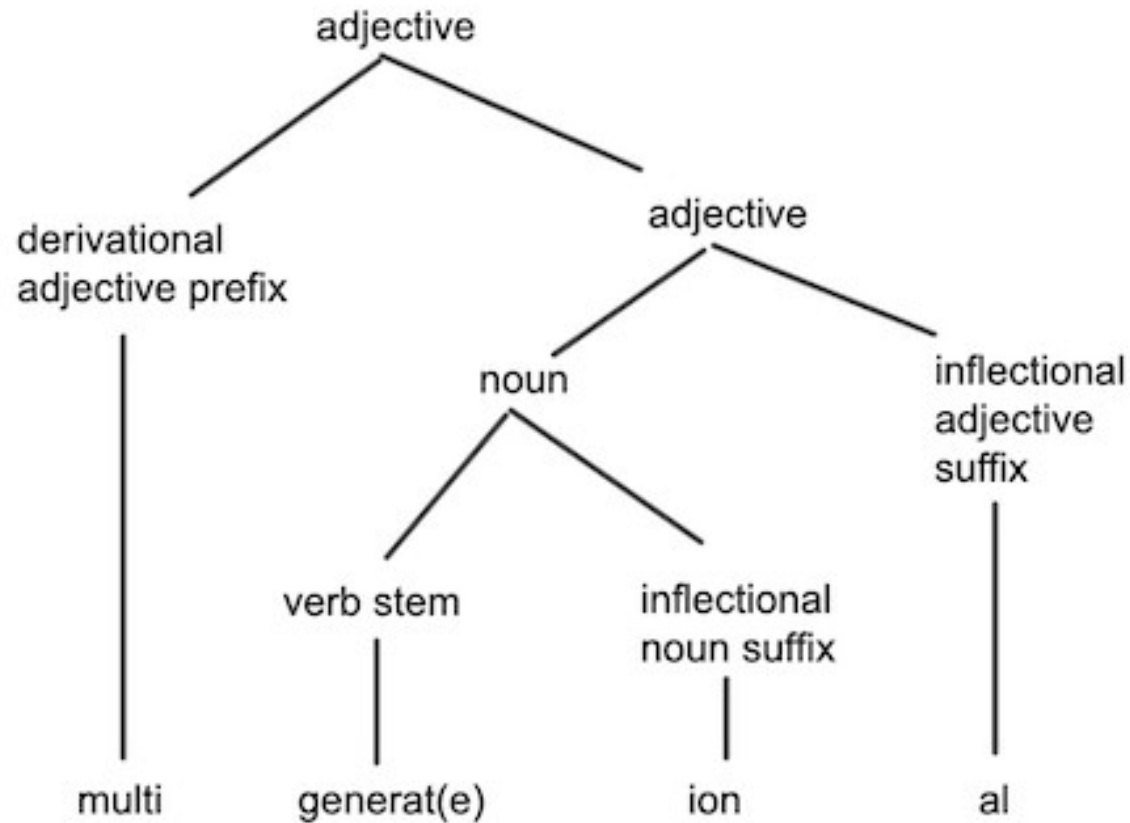 adjective
derivational
adjective prefix
adjective
noun
inflectional
adjective
suffix
verb stem
inflectional
noun suffix
multi
generat(e)
ion
al